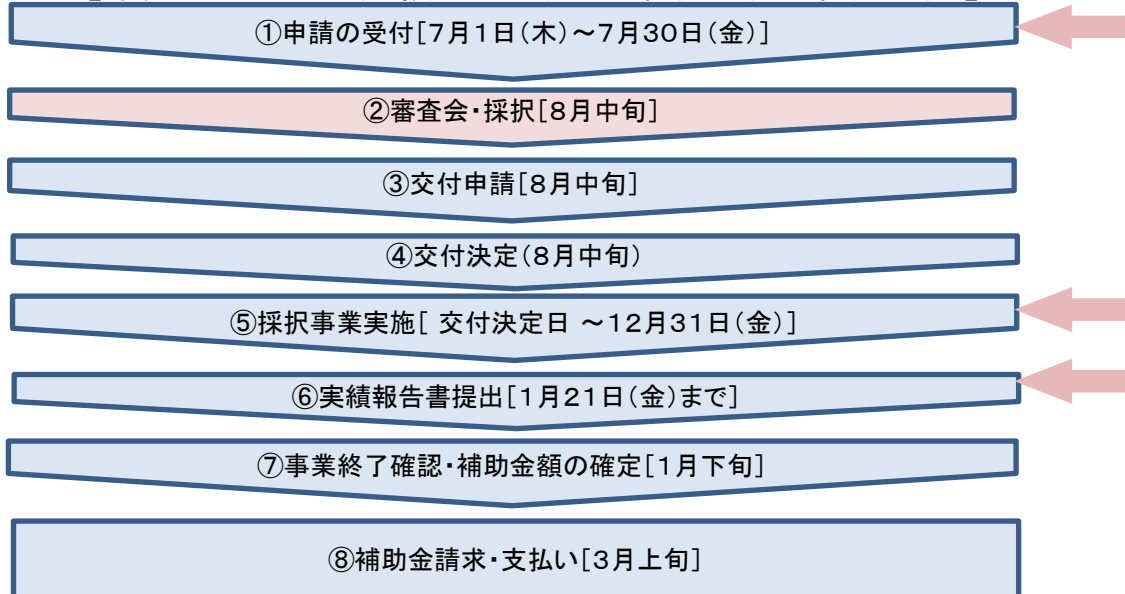 ①申請の受付[7月1日(木)~7月30日(金)]
②審査会・採択[8月中旬]
③交付申請[8月中旬]
④交付決定(8月中旬)
⑤採択事業実施[ 交付決定日 ~12月31日(金)]
⑥実績報告書提出[1月21日(金)まで]
⑦事業終了確認・補助金額の確定[1月下旬]
⑧補助金請求・支払い[3月上旬]